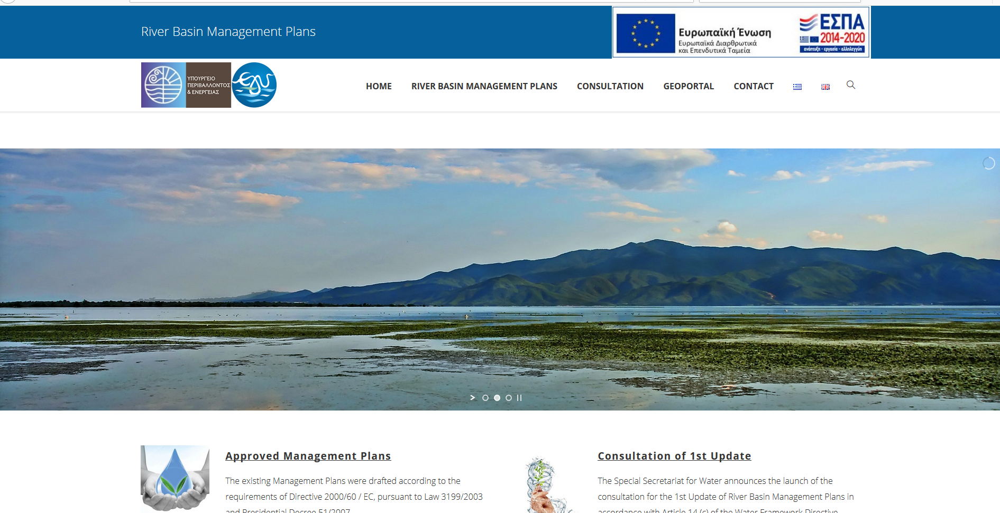 River Basin Management Plans
Ευρωπαϊκή Ένωση
Ευρωπαϊκά Διαρθρωτικά
και Επενδυτικά Ταμεία
ΕΣΠΑ
2014-2020
ανάπτυξη - εργασία - αλληλεγγύη
ΥΠΟΥΡΓΕΙΟ
ΠΕΡΙΒΑΛΛΟΝΤΟΣ
& ΕΝΕΡΓΕΙΑΣ
HOME RIVER BASIN MANAGEMENT PLANS CONSULTATION GEOPORTAL CONTACT
Approved Management Plans
The existing Management Plans were drafted according to the
requirements of Directive 2000/60 / EC, pursuant to Law 3199/2003
and Presidential Decree 51/2007
Consultation of 1st Update
The Special Secretariat for Water announces the launch of the
consultation for the 1st Update of River Basin Management Plans in
accordance with Article 14 (c) of the Water Framework Directive